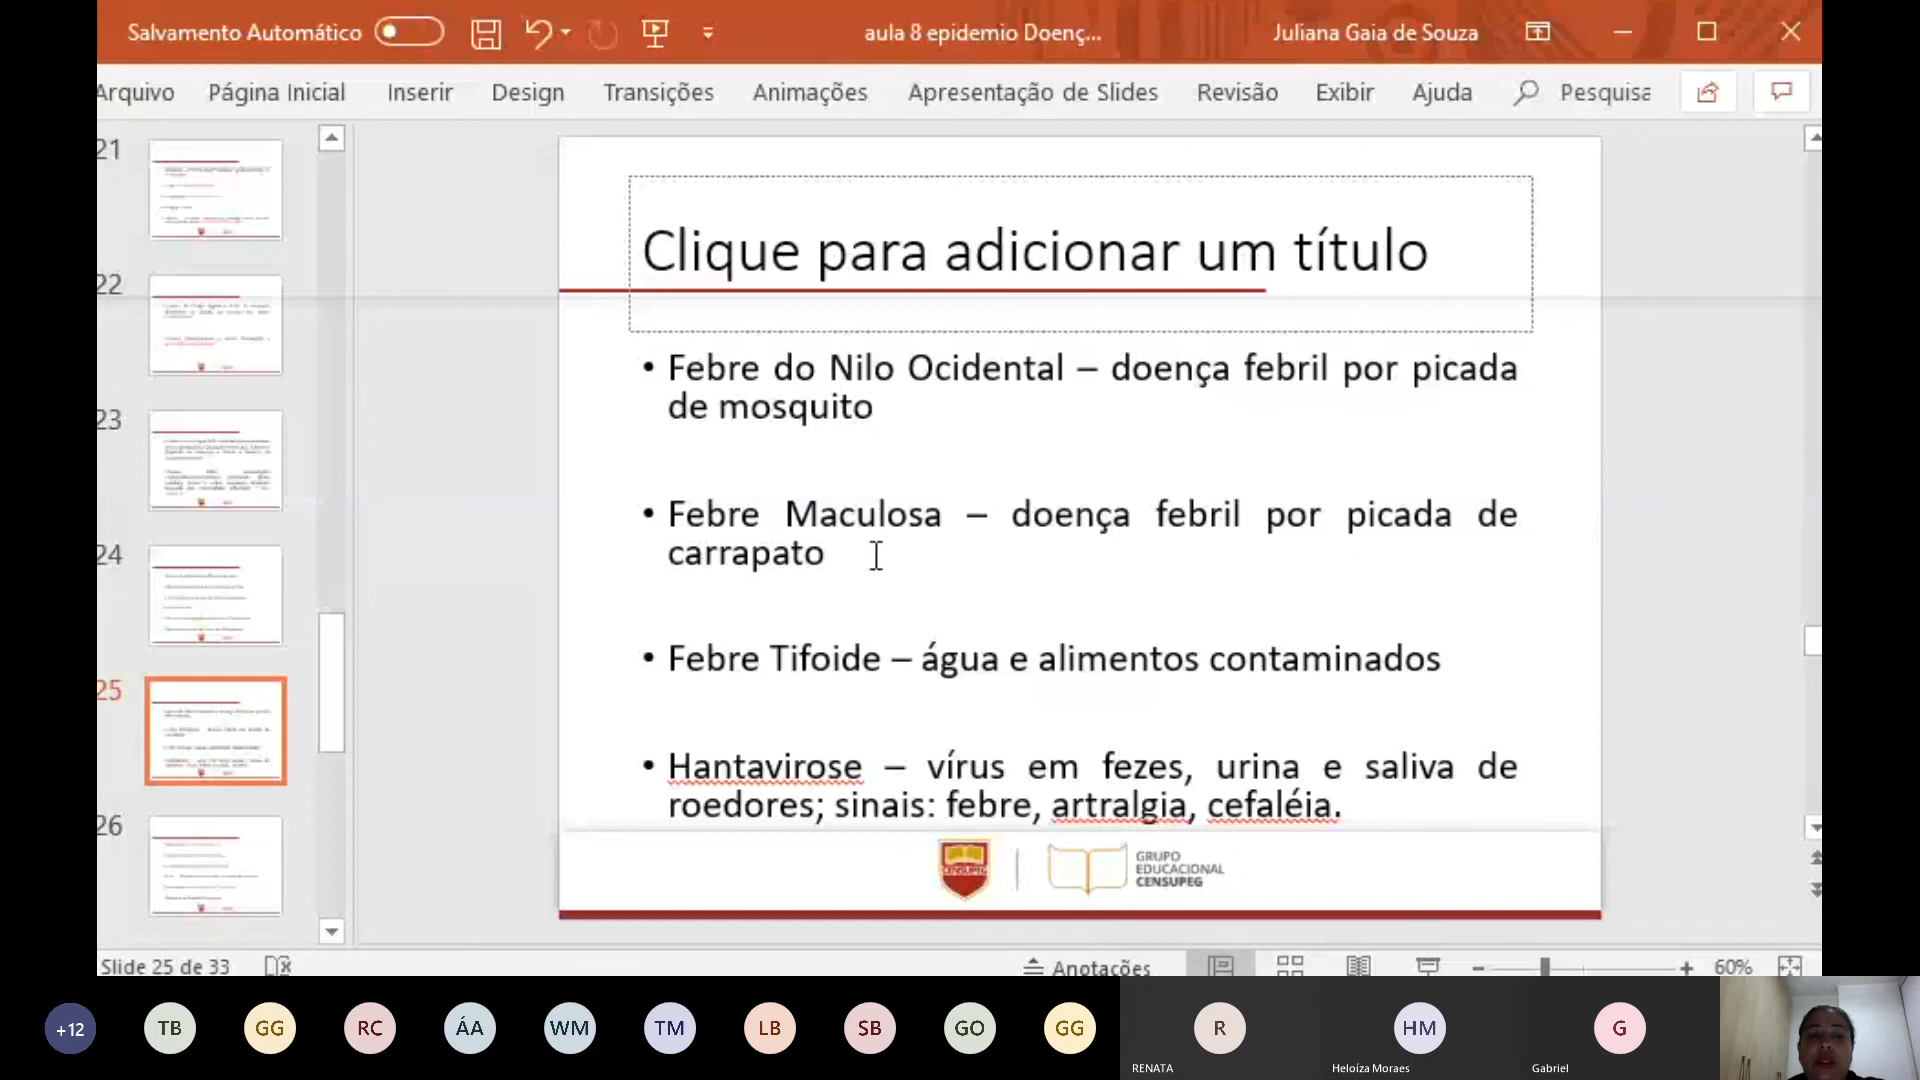 Salvamento Automático
aula 8 epidemio Doenç...
Juliana Gaia de Souza
Arquivo Página Inicial Inserir Design Transições Animações Apresentação de Slides Revisão Exibir Ajuda Pesquisa
21
22
23
24
25
26
Clique para adicionar um título
• Febre do Nilo Ocidental – doença febril por picada
de mosquito
• Febre Maculosa – doença febril por picada de
carrapato
• Febre Tifoide – água e alimentos contaminados
• Hantavirose – vírus em fezes, urina e saliva de
roedores; sinais: febre, artralgia, cefaléia.
CENSUPEG
GRUPO
EDUCACIONAL
CENSUPEG
Slide 25 de 33
Anotações
60%
+12 TB GG RC ÁA WM TM LB SB GO GG R HM G
RENATA Heloíza Moraes Gabriel